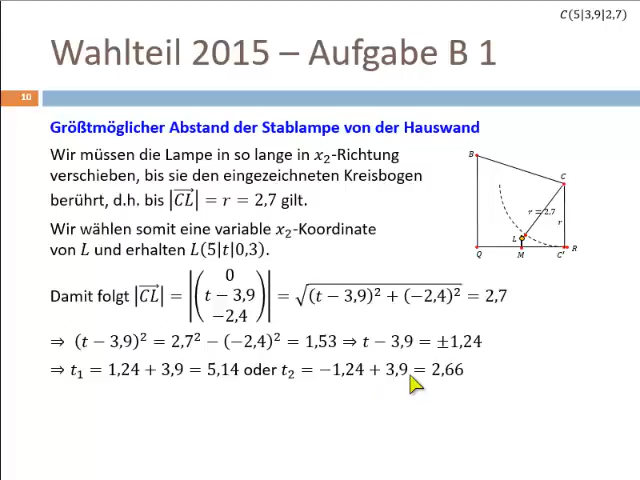 C(5|3,9|2,7)
Wahlteil 2015 – Aufgabe B 1
10
Größtmöglicher Abstand der Stablampe von der Hauswand
Wir müssen die Lampe in so lange in x₂-Richtung
verschieben, bis sie den eingezeichneten Kreisbogen
berührt, d.h. bis |CL⃗| = r = 2,7 gilt.
Wir wählen somit eine variable x₂-Koordinate
von L und erhalten L(5|t|0,3).
Damit folgt |CL⃗| = |(0 t − 3,9 −2,4)| = √((t − 3,9)² + (−2,4)²) = 2,7
⇒ (t − 3,9)² = 2,7² − (−2,4)² = 1,53 ⇒ t − 3,9 = ±1,24
⇒ t₁ = 1,24 + 3,9 = 5,14 oder t₂ = −1,24 + 3,9 = 2,66
B
C
r = 2,7
r
L
Q M C' R